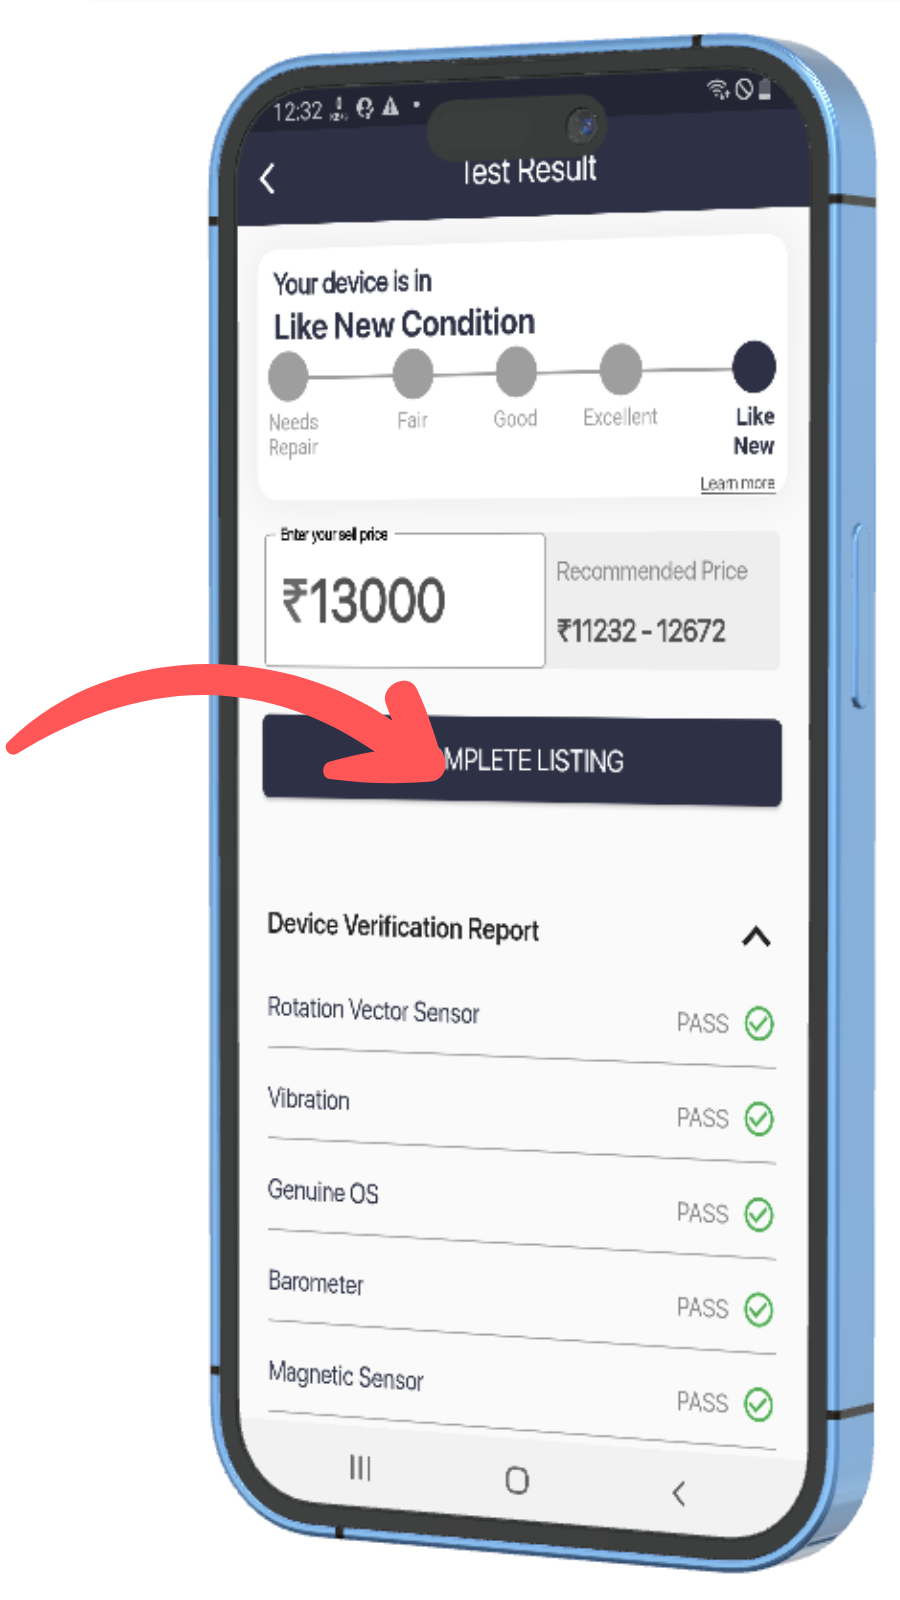 12:32
Test Result
Your device is in
Like New Condition
Needs Repair
Fair
Good
Excellent
Like New
Learn more
Enter your sell price
₹13000
Recommended Price
₹11232 - 12672
MPLETE LISTING
Device Verification Report
Rotation Vector Sensor PASS
Vibration PASS
Genuine OS PASS
Barometer PASS
Magnetic Sensor PASS